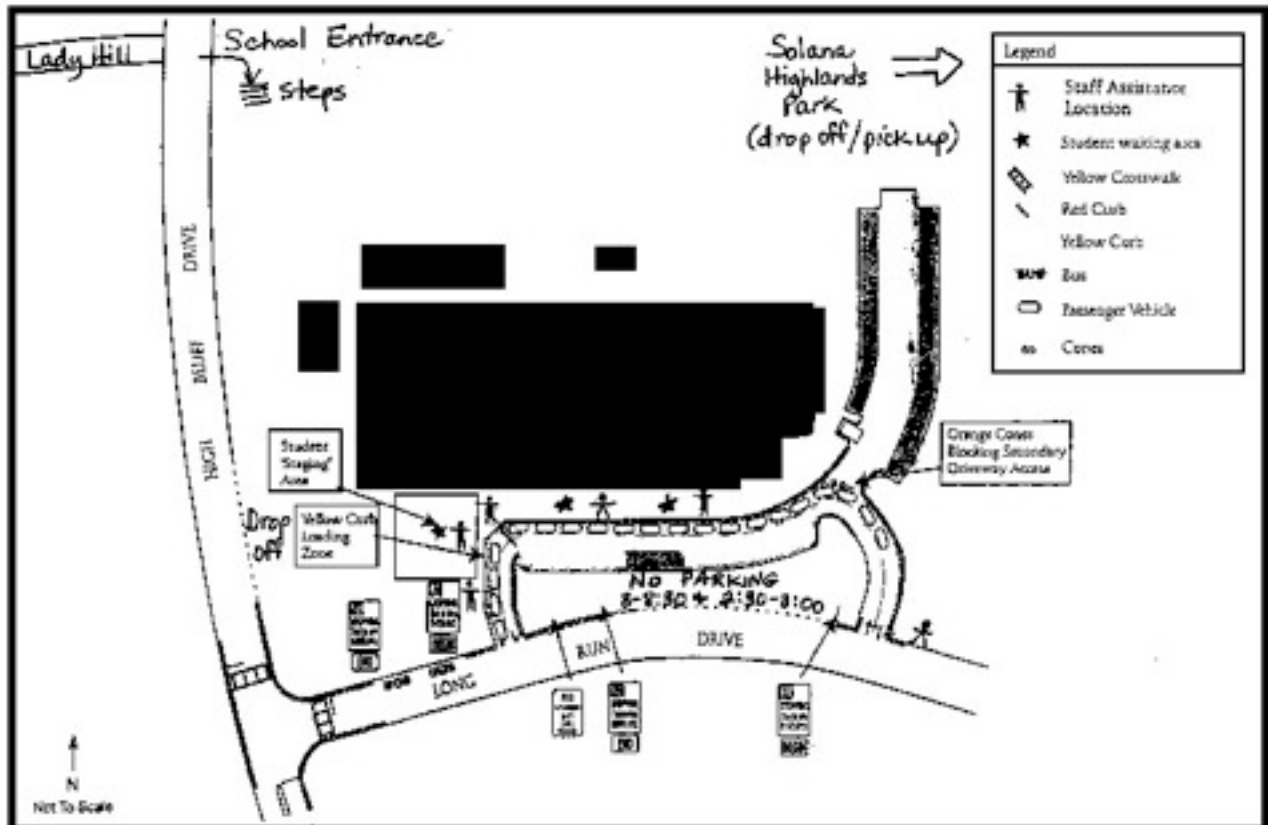 School Entrance
Lady Hill
steps
Solana
Highlands
Park
(drop off/pick up)
Legend
Staff Assistance
Location
Student waiting area
Yellow Crosswalk
Red Curb
Yellow Curb
Bus
Passenger Vehicle
Cones
HIGH BLUFF DRIVE
Student
"Staging"
Area
Orange Cones
Blocking Secondary
Driveway Access
Drop
Off
Yellow Curb
Loading
Zone
NO PARKING
8-8:30 & 2:30-3:00
LONG RUN DRIVE
N
Not To Scale